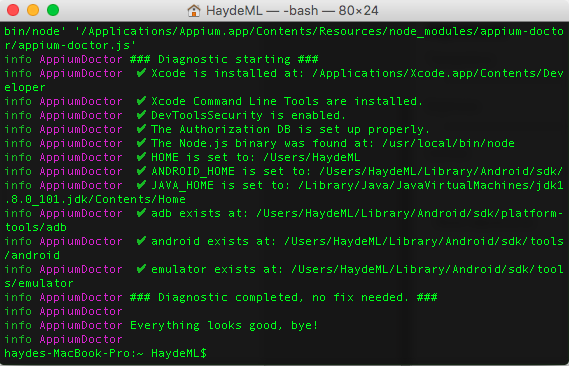 HaydeML — -bash — 80×24
bin/node' '/Applications/Appium.app/Contents/Resources/node_modules/appium-docto
r/appium-doctor.js'
info AppiumDoctor ### Diagnostic starting ###
info AppiumDoctor  ✔ Xcode is installed at: /Applications/Xcode.app/Contents/Dev
eloper
info AppiumDoctor  ✔ Xcode Command Line Tools are installed.
info AppiumDoctor  ✔ DevToolsSecurity is enabled.
info AppiumDoctor  ✔ The Authorization DB is set up properly.
info AppiumDoctor  ✔ The Node.js binary was found at: /usr/local/bin/node
info AppiumDoctor  ✔ HOME is set to: /Users/HaydeML
info AppiumDoctor  ✔ ANDROID_HOME is set to: /Users/HaydeML/Library/Android/sdk/
info AppiumDoctor  ✔ JAVA_HOME is set to: /Library/Java/JavaVirtualMachines/jdk1
.8.0_101.jdk/Contents/Home
info AppiumDoctor  ✔ adb exists at: /Users/HaydeML/Library/Android/sdk/platform-
tools/adb
info AppiumDoctor  ✔ android exists at: /Users/HaydeML/Library/Android/sdk/tools
/android
info AppiumDoctor  ✔ emulator exists at: /Users/HaydeML/Library/Android/sdk/tool
s/emulator
info AppiumDoctor ### Diagnostic completed, no fix needed. ###
info AppiumDoctor
info AppiumDoctor Everything looks good, bye!
info AppiumDoctor
haydes-MacBook-Pro:~ HaydeML$